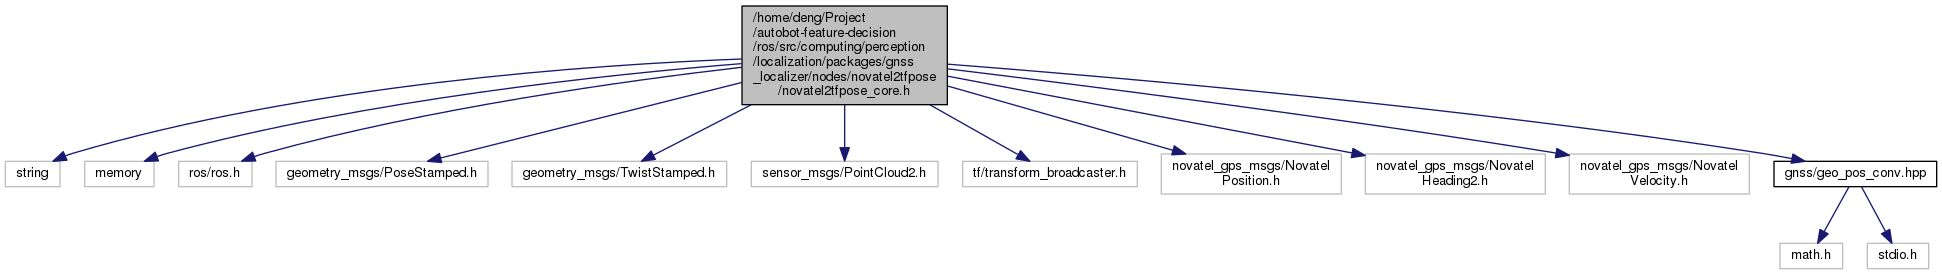 /home/deng/Project
/autobot-feature-decision
/ros/src/computing/perception
/localization/packages/gnss
_localizer/nodes/novatel2tfpose
/novatel2tfpose_core.h
string
memory
ros/ros.h
geometry_msgs/PoseStamped.h
geometry_msgs/TwistStamped.h
sensor_msgs/PointCloud2.h
tf/transform_broadcaster.h
novatel_gps_msgs/Novatel
Position.h
novatel_gps_msgs/Novatel
Heading2.h
novatel_gps_msgs/Novatel
Velocity.h
gnss/geo_pos_conv.hpp
math.h
stdio.h